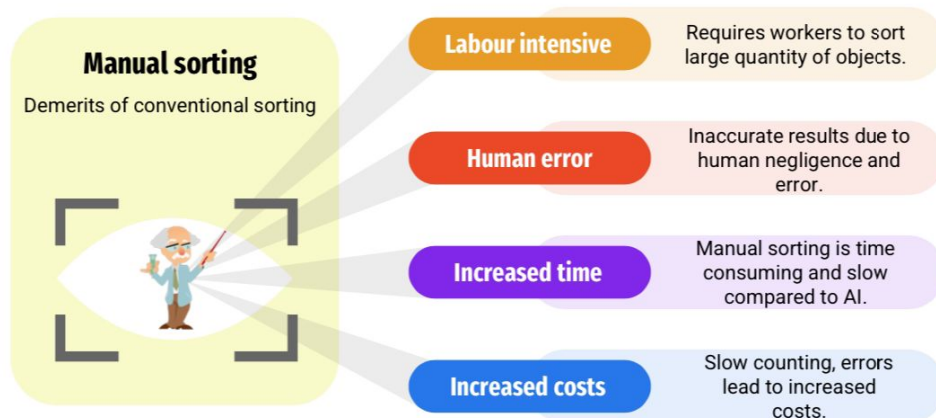 Manual sorting
Demerits of conventional sorting
Labour intensive
Requires workers to sort
large quantity of objects.
Human error
Inaccurate results due to
human negligence and
error.
Increased time
Manual sorting is time
consuming and slow
compared to AI.
Increased costs
Slow counting, errors
lead to increased
costs.